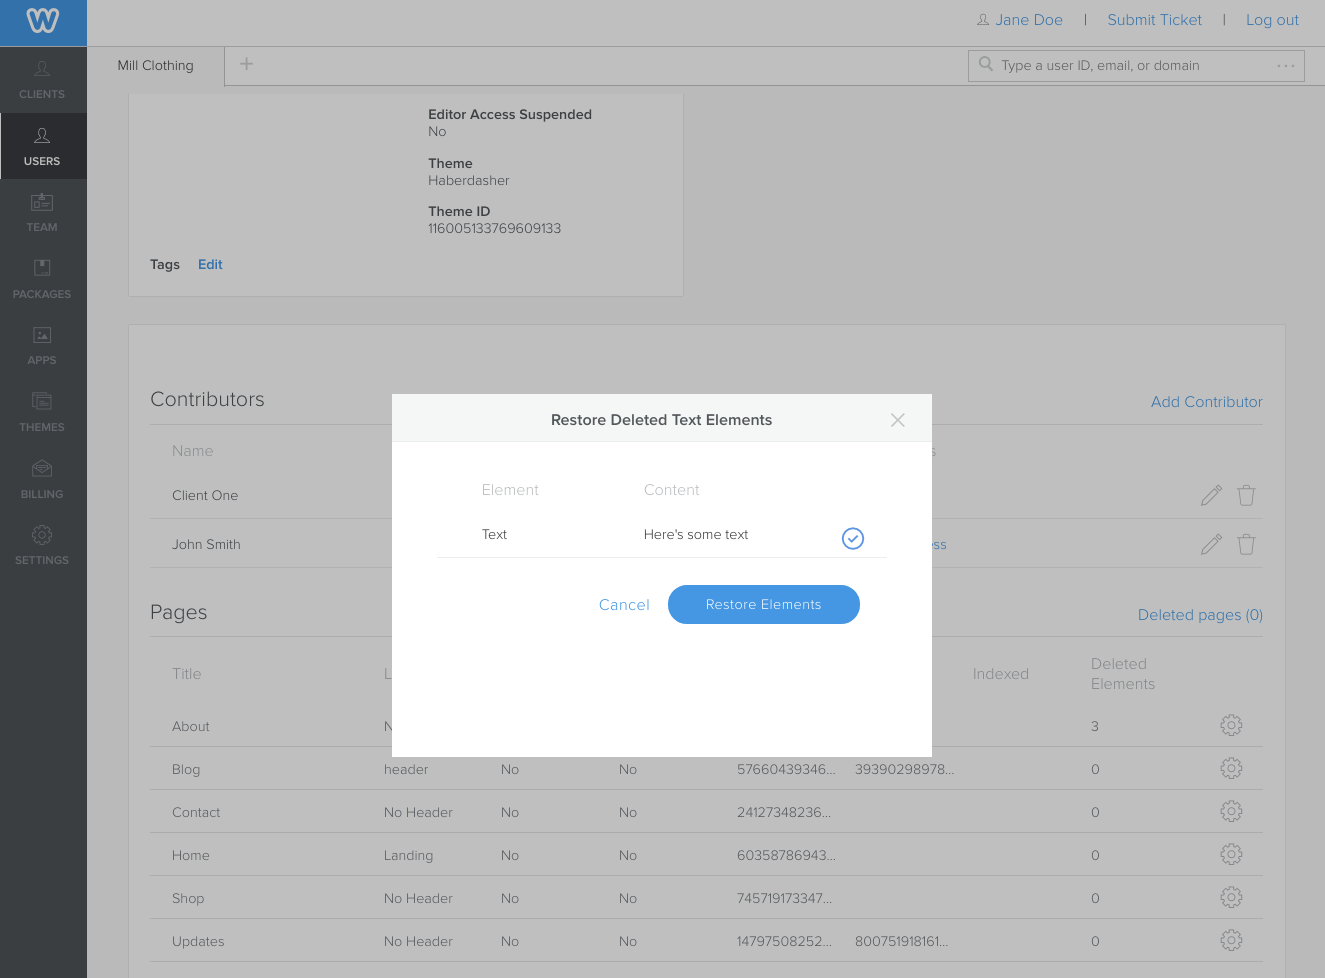 Jane Doe | Submit Ticket | Log out
Mill Clothing
Type a user ID, email, or domain
CLIENTS
USERS
TEAM
PACKAGES
APPS
THEMES
BILLING
SETTINGS
Editor Access Suspended
No
Theme
Haberdasher
Theme ID
116005133769609133
Tags Edit
Contributors Add Contributor
Name
Client One
John Smith
Restore Deleted Text Elements
Element Content
Text Here's some text
Cancel Restore Elements
Pages Deleted pages (0)
Title Indexed Deleted
Elements
About 3
Blog header No No 57660439346... 39390298978... 0
Contact No Header No No 24127348236... 0
Home Landing No No 60358786943... 0
Shop No Header No No 745719173347... 0
Updates No Header No No 14797508252... 800751918161... 0